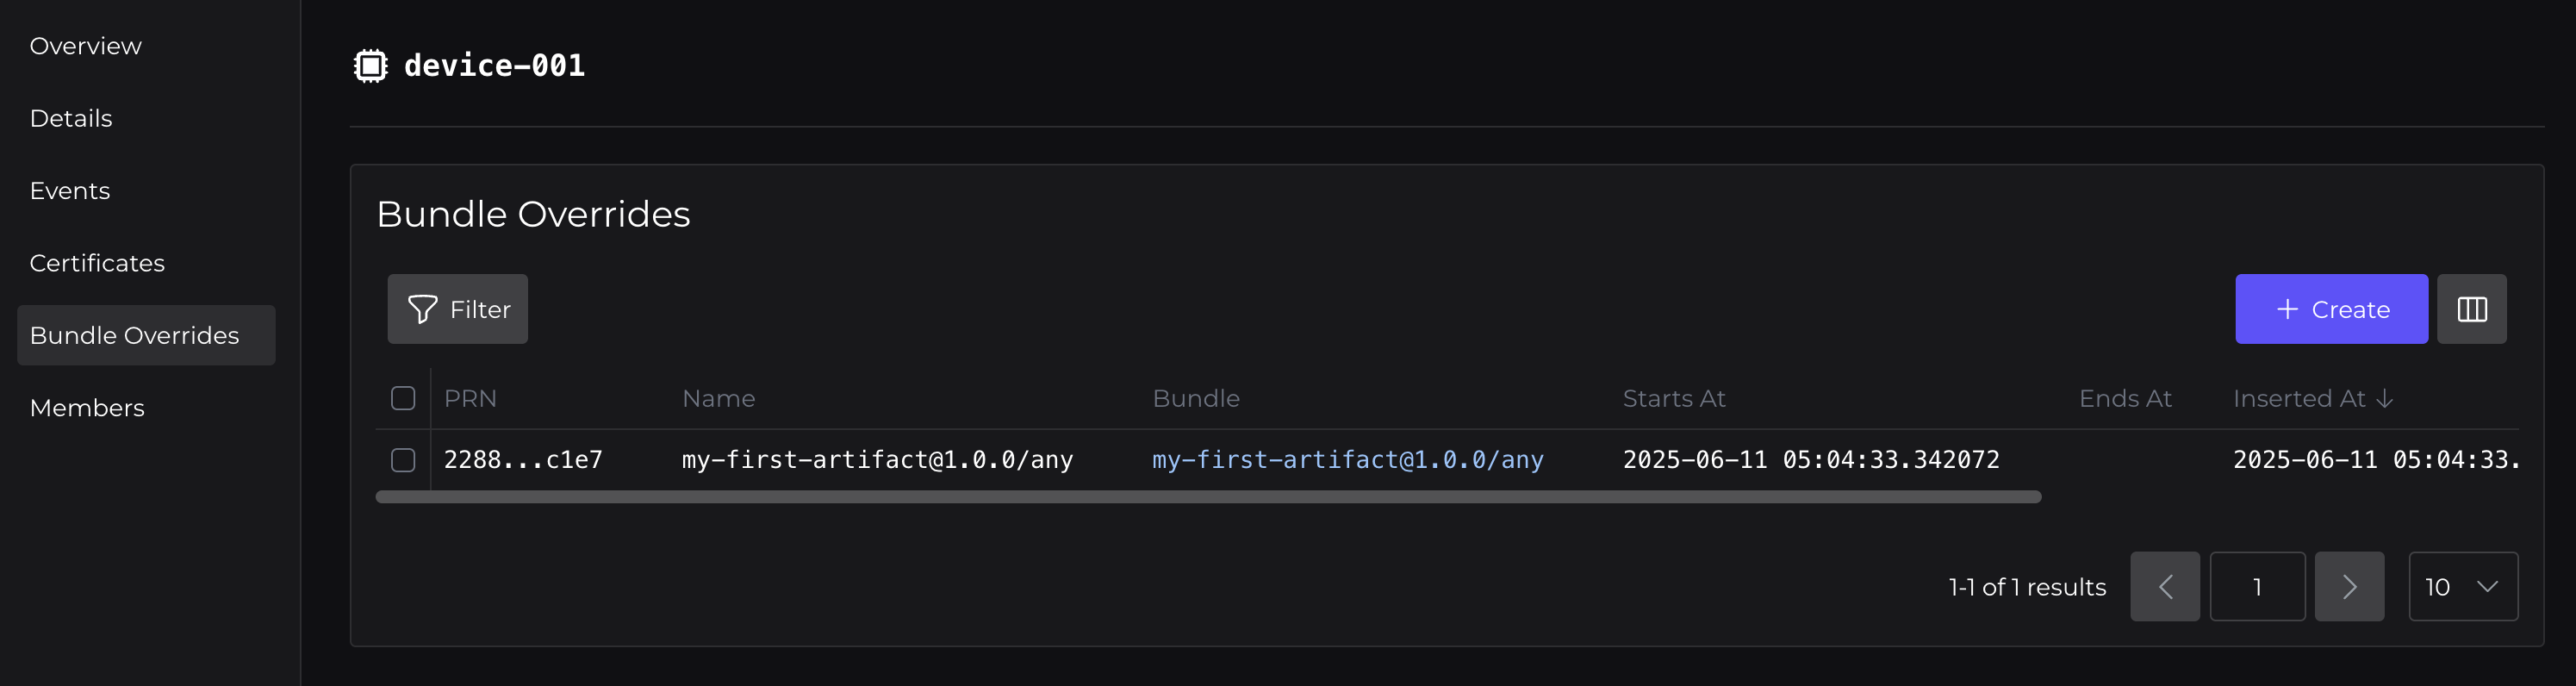 Overview
Details
Events
Certificates
Bundle Overrides
Members
device-001
Bundle Overrides
Filter
Create
PRN Name Bundle Starts At Ends At Inserted At
2288...c1e7 my-first-artifact@1.0.0/any my-first-artifact@1.0.0/any 2025-06-11 05:04:33.342072 2025-06-11 05:04:33.
1-1 of 1 results 1 10